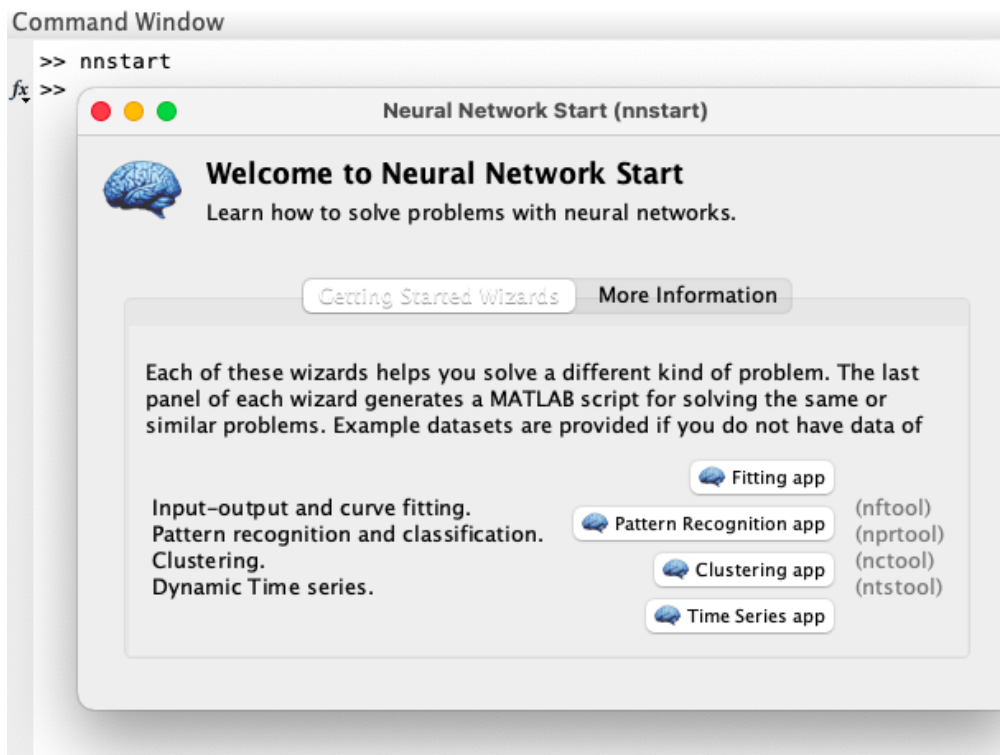 Command Window
>> nnstart
fx >>
Neural Network Start (nnstart)
Welcome to Neural Network Start
Learn how to solve problems with neural networks.
Getting Started Wizards More Information
Each of these wizards helps you solve a different kind of problem. The last
panel of each wizard generates a MATLAB script for solving the same or
similar problems. Example datasets are provided if you do not have data of
Fitting app
Input-output and curve fitting. (nftool)
Pattern Recognition app
Pattern recognition and classification. (nprtool)
Clustering. (nctool)
Clustering app
Dynamic Time series. (ntstool)
Time Series app